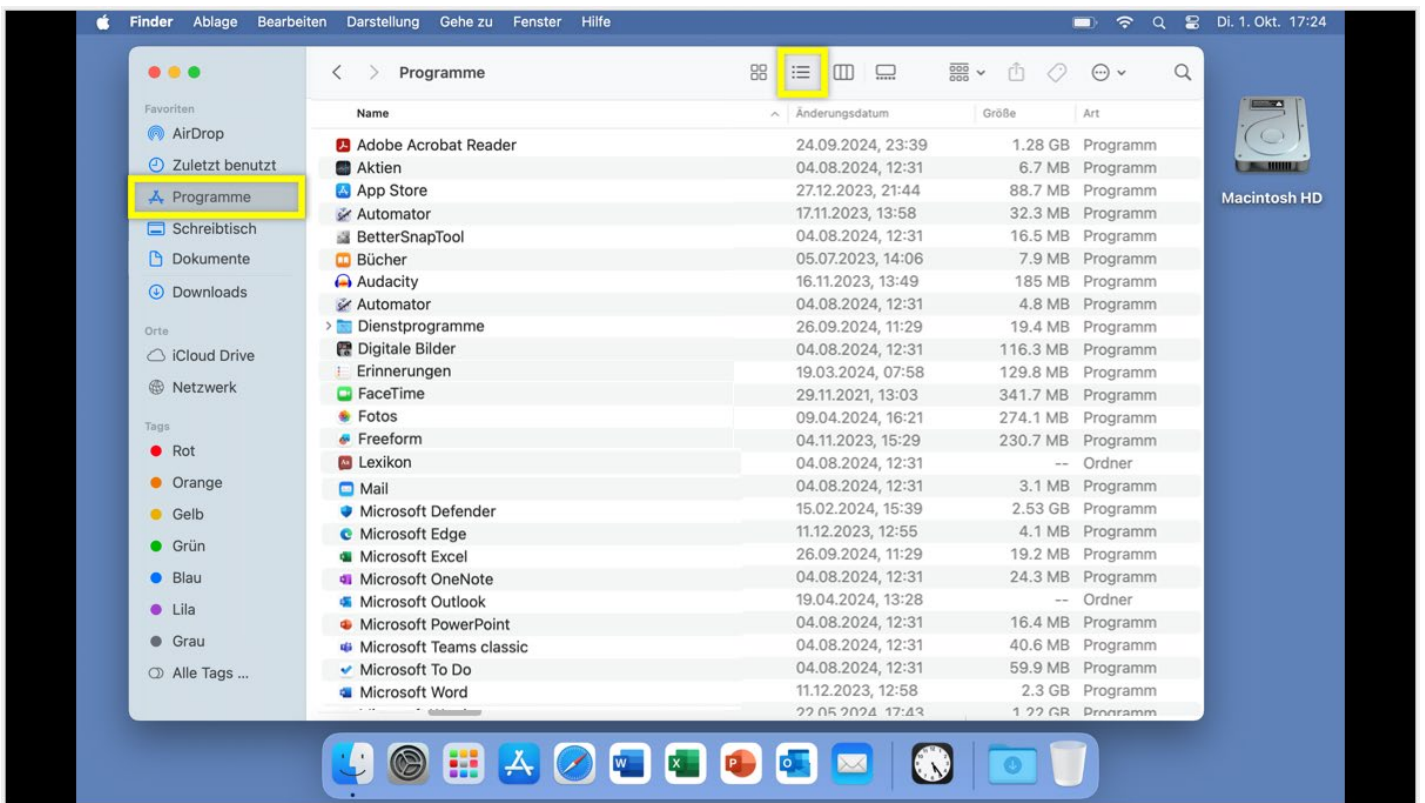 Finder Ablage Bearbeiten Darstellung Gehe zu Fenster Hilfe Di. 1. Okt. 17:24
Programme
Favoriten
AirDrop
Zuletzt benutzt
Programme
Schreibtisch
Dokumente
Downloads
Orte
iCloud Drive
Netzwerk
Tags
Rot
Orange
Gelb
Grün
Blau
Lila
Grau
Alle Tags ...
Name Änderungsdatum Größe Art
Adobe Acrobat Reader 24.09.2024, 23:39 1.28 GB Programm
Aktien 04.08.2024, 12:31 6.7 MB Programm
App Store 27.12.2023, 21:44 88.7 MB Programm
Automator 17.11.2023, 13:58 32.3 MB Programm
BetterSnapTool 04.08.2024, 12:31 16.5 MB Programm
Bücher 05.07.2023, 14:06 7.9 MB Programm
Audacity 16.11.2023, 13:49 185 MB Programm
Automator 04.08.2024, 12:31 4.8 MB Programm
Dienstprogramme 26.09.2024, 11:29 19.4 MB Programm
Digitale Bilder 04.08.2024, 12:31 116.3 MB Programm
Erinnerungen 19.03.2024, 07:58 129.8 MB Programm
FaceTime 29.11.2021, 13:03 341.7 MB Programm
Fotos 09.04.2024, 16:21 274.1 MB Programm
Freeform 04.11.2023, 15:29 230.7 MB Programm
Lexikon 04.08.2024, 12:31 -- Ordner
Mail 04.08.2024, 12:31 3.1 MB Programm
Microsoft Defender 15.02.2024, 15:39 2.53 GB Programm
Microsoft Edge 11.12.2023, 12:55 4.1 MB Programm
Microsoft Excel 26.09.2024, 11:29 19.2 MB Programm
Microsoft OneNote 04.08.2024, 12:31 24.3 MB Programm
Microsoft Outlook 19.04.2024, 13:28 -- Ordner
Microsoft PowerPoint 04.08.2024, 12:31 16.4 MB Programm
Microsoft Teams classic 04.08.2024, 12:31 40.6 MB Programm
Microsoft To Do 04.08.2024, 12:31 59.9 MB Programm
Microsoft Word 11.12.2023, 12:58 2.3 GB Programm
22.05.2024, 17:43 1.22 GB Programm
Macintosh HD